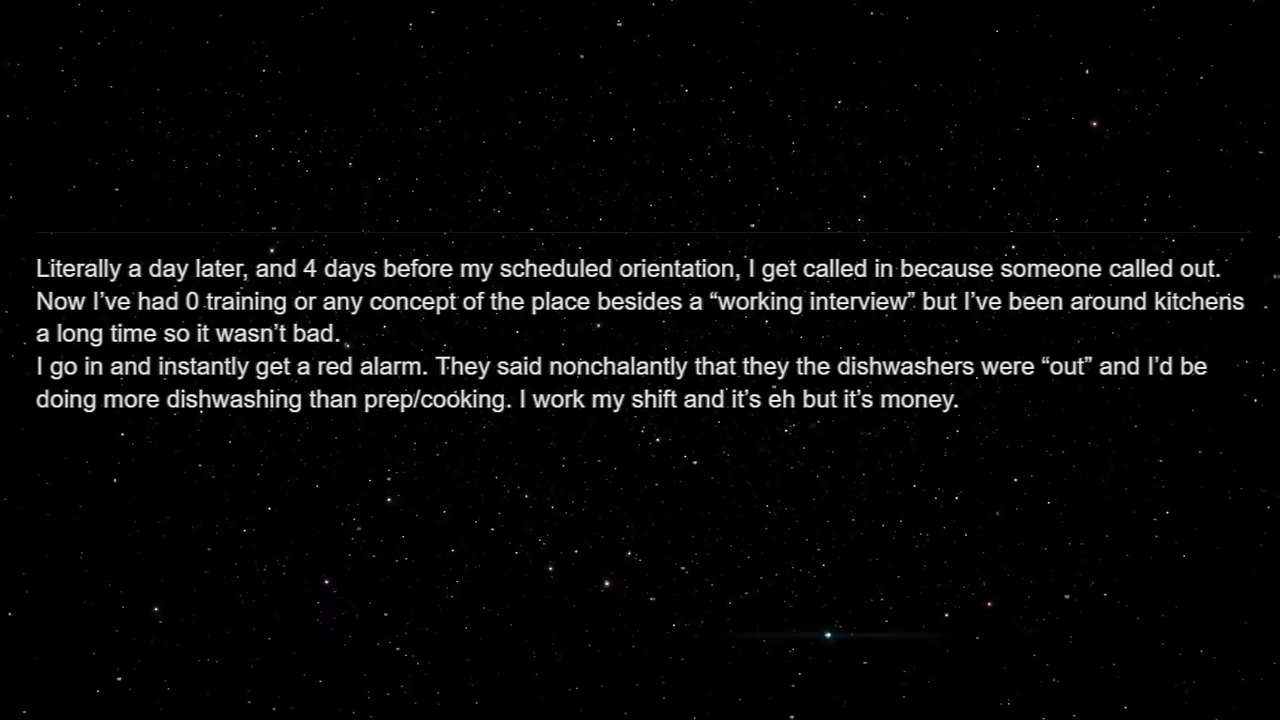 Literally a day later, and 4 days before my scheduled orientation, I get called in because someone called out.
Now I’ve had 0 training or any concept of the place besides a “working interview” but I’ve been around kitchens
a long time so it wasn’t bad.
I go in and instantly get a red alarm. They said nonchalantly that they the dishwashers were “out” and I’d be
doing more dishwashing than prep/cooking. I work my shift and it’s eh but it’s money.